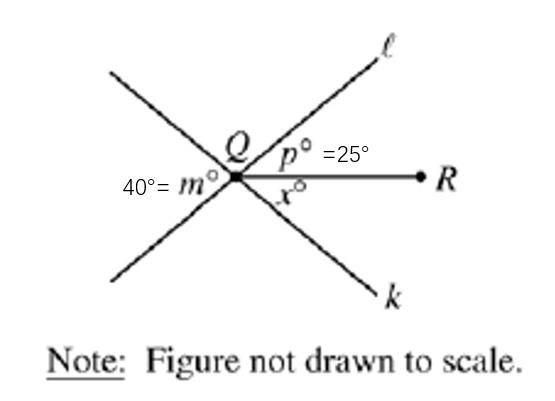 ℓ
Q
p° =25°
40°= m°
R
x°
k
Note: Figure not drawn to scale.